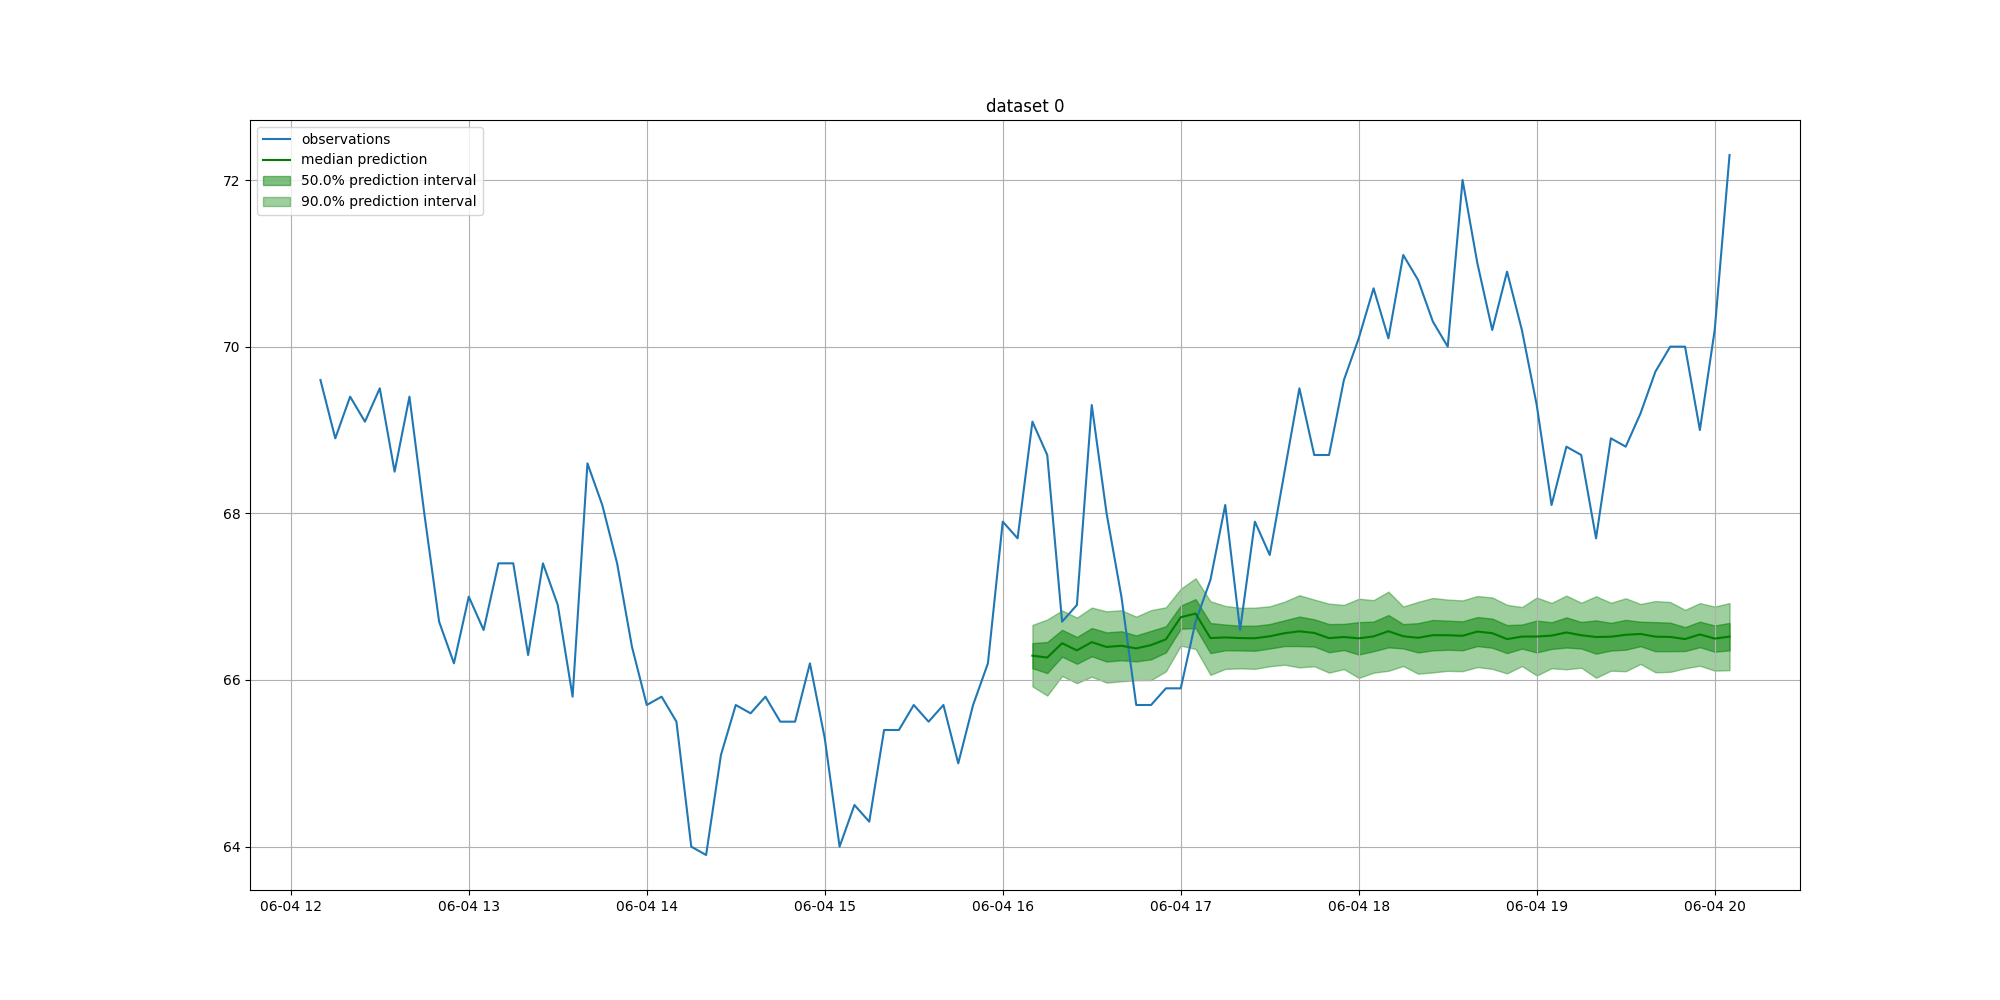 dataset 0
observations
median prediction
50.0% prediction interval
90.0% prediction interval
72
70
68
66
64
06-04 12
06-04 13
06-04 14
06-04 15
06-04 16
06-04 17
06-04 18
06-04 19
06-04 20